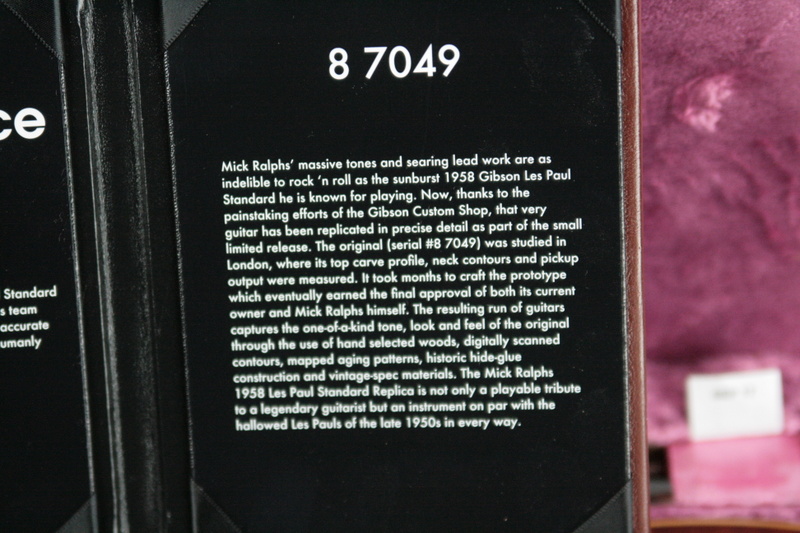 ce
Standard
s team
accurate
umanly
8 7049
Mick Ralphs’ massive tones and searing lead work are as
indelible to rock ‘n roll as the sunburst 1958 Gibson Les Paul
Standard he is known for playing. Now, thanks to the
painstaking efforts of the Gibson Custom Shop, that very
guitar has been replicated in precise detail as part of the small
limited release. The original (serial #8 7049) was studied in
London, where its top carve profile, neck contours and pickup
output were measured. It took months to craft the prototype
which eventually earned the final approval of both its current
owner and Mick Ralphs himself. The resulting run of guitars
captures the one-of-a-kind tone, look and feel of the original
through the use of hand selected woods, digitally scanned
contours, mapped aging patterns, historic hide-glue
construction and vintage-spec materials. The Mick Ralphs
1958 Les Paul Standard Replica is not only a playable tribute
to a legendary guitarist but an instrument on par with the
hallowed Les Pauls of the late 1950s in every way.